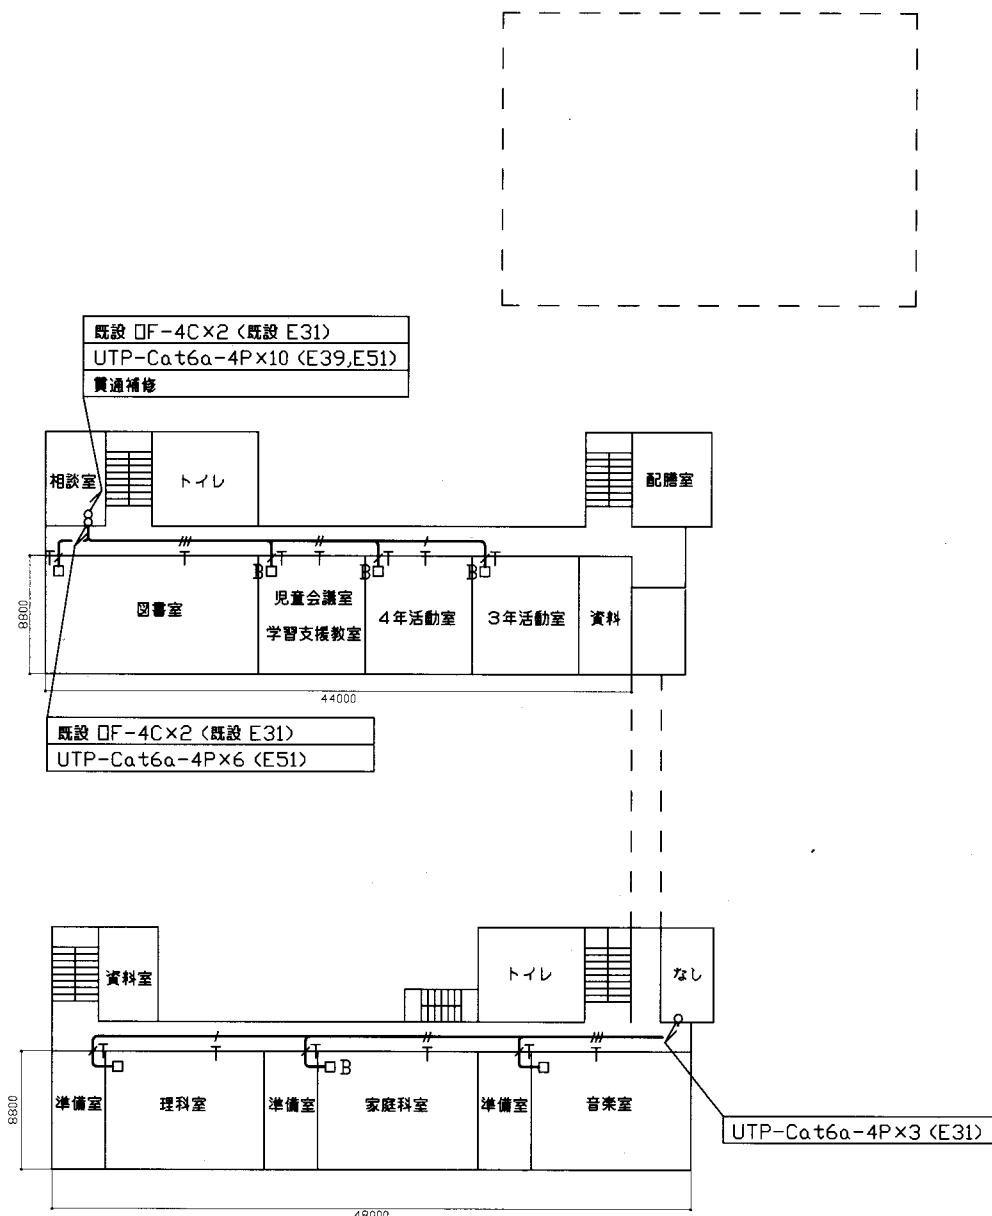 既設 OF-4C×2 (既設 E31)
UTP-Cat6a-4P×10 (E39,E51)
貫通補修
相談室
トイレ
配膳室
T
T
T
T
T
T
T
B
B
B
図書室
児童会議室
学習支援教室
4年活動室
3年活動室
資料
8800
44000
既設 OF-4C×2 (既設 E31)
UTP-Cat6a-4P×6 (E51)
資料室
トイレ
なし
T
T
T
T
T
T
B
準備室
理科室
準備室
家庭科室
準備室
音楽室
8800
UTP-Cat6a-4P×3 (E31)
48000